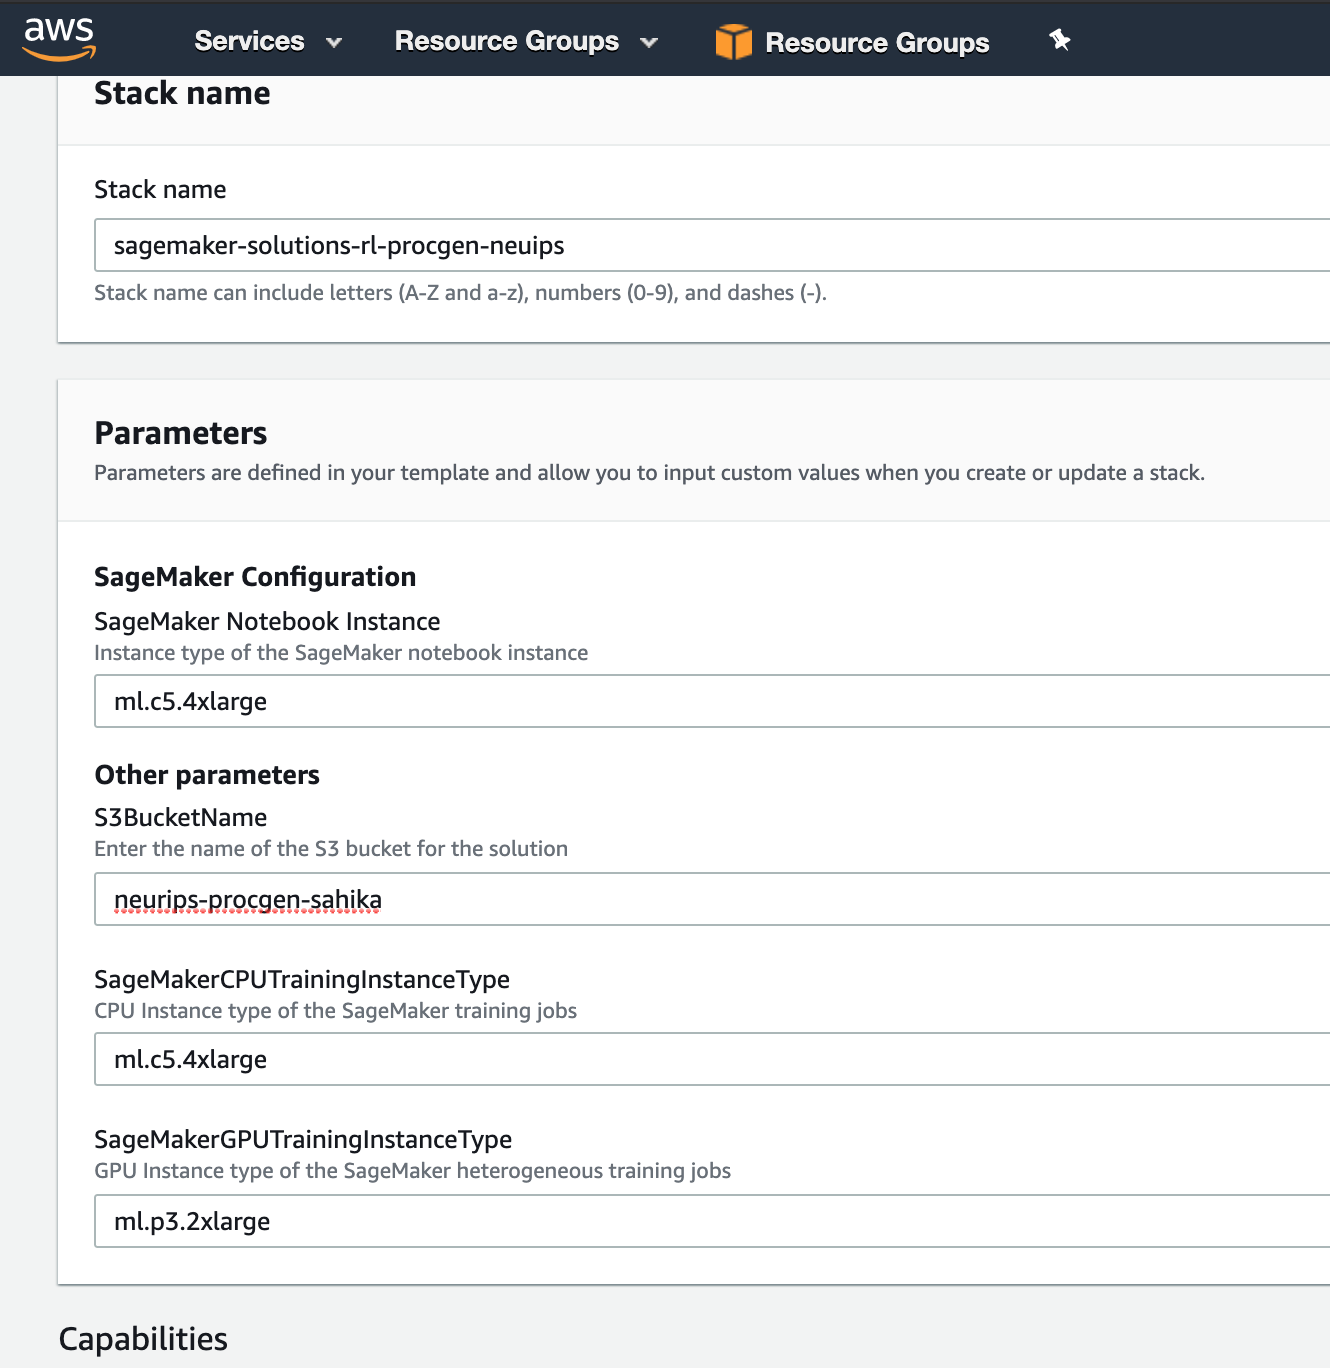 aws Services Resource Groups Resource Groups
Stack name
Stack name
sagemaker-solutions-rl-procgen-neuips
Stack name can include letters (A-Z and a-z), numbers (0-9), and dashes (-).
Parameters
Parameters are defined in your template and allow you to input custom values when you create or update a stack.
SageMaker Configuration
SageMaker Notebook Instance
Instance type of the SageMaker notebook instance
ml.c5.4xlarge
Other parameters
S3BucketName
Enter the name of the S3 bucket for the solution
neurips-procgen-sahika
SageMakerCPUTrainingInstanceType
CPU Instance type of the SageMaker training jobs
ml.c5.4xlarge
SageMakerGPUTrainingInstanceType
GPU Instance type of the SageMaker heterogeneous training jobs
ml.p3.2xlarge
Capabilities